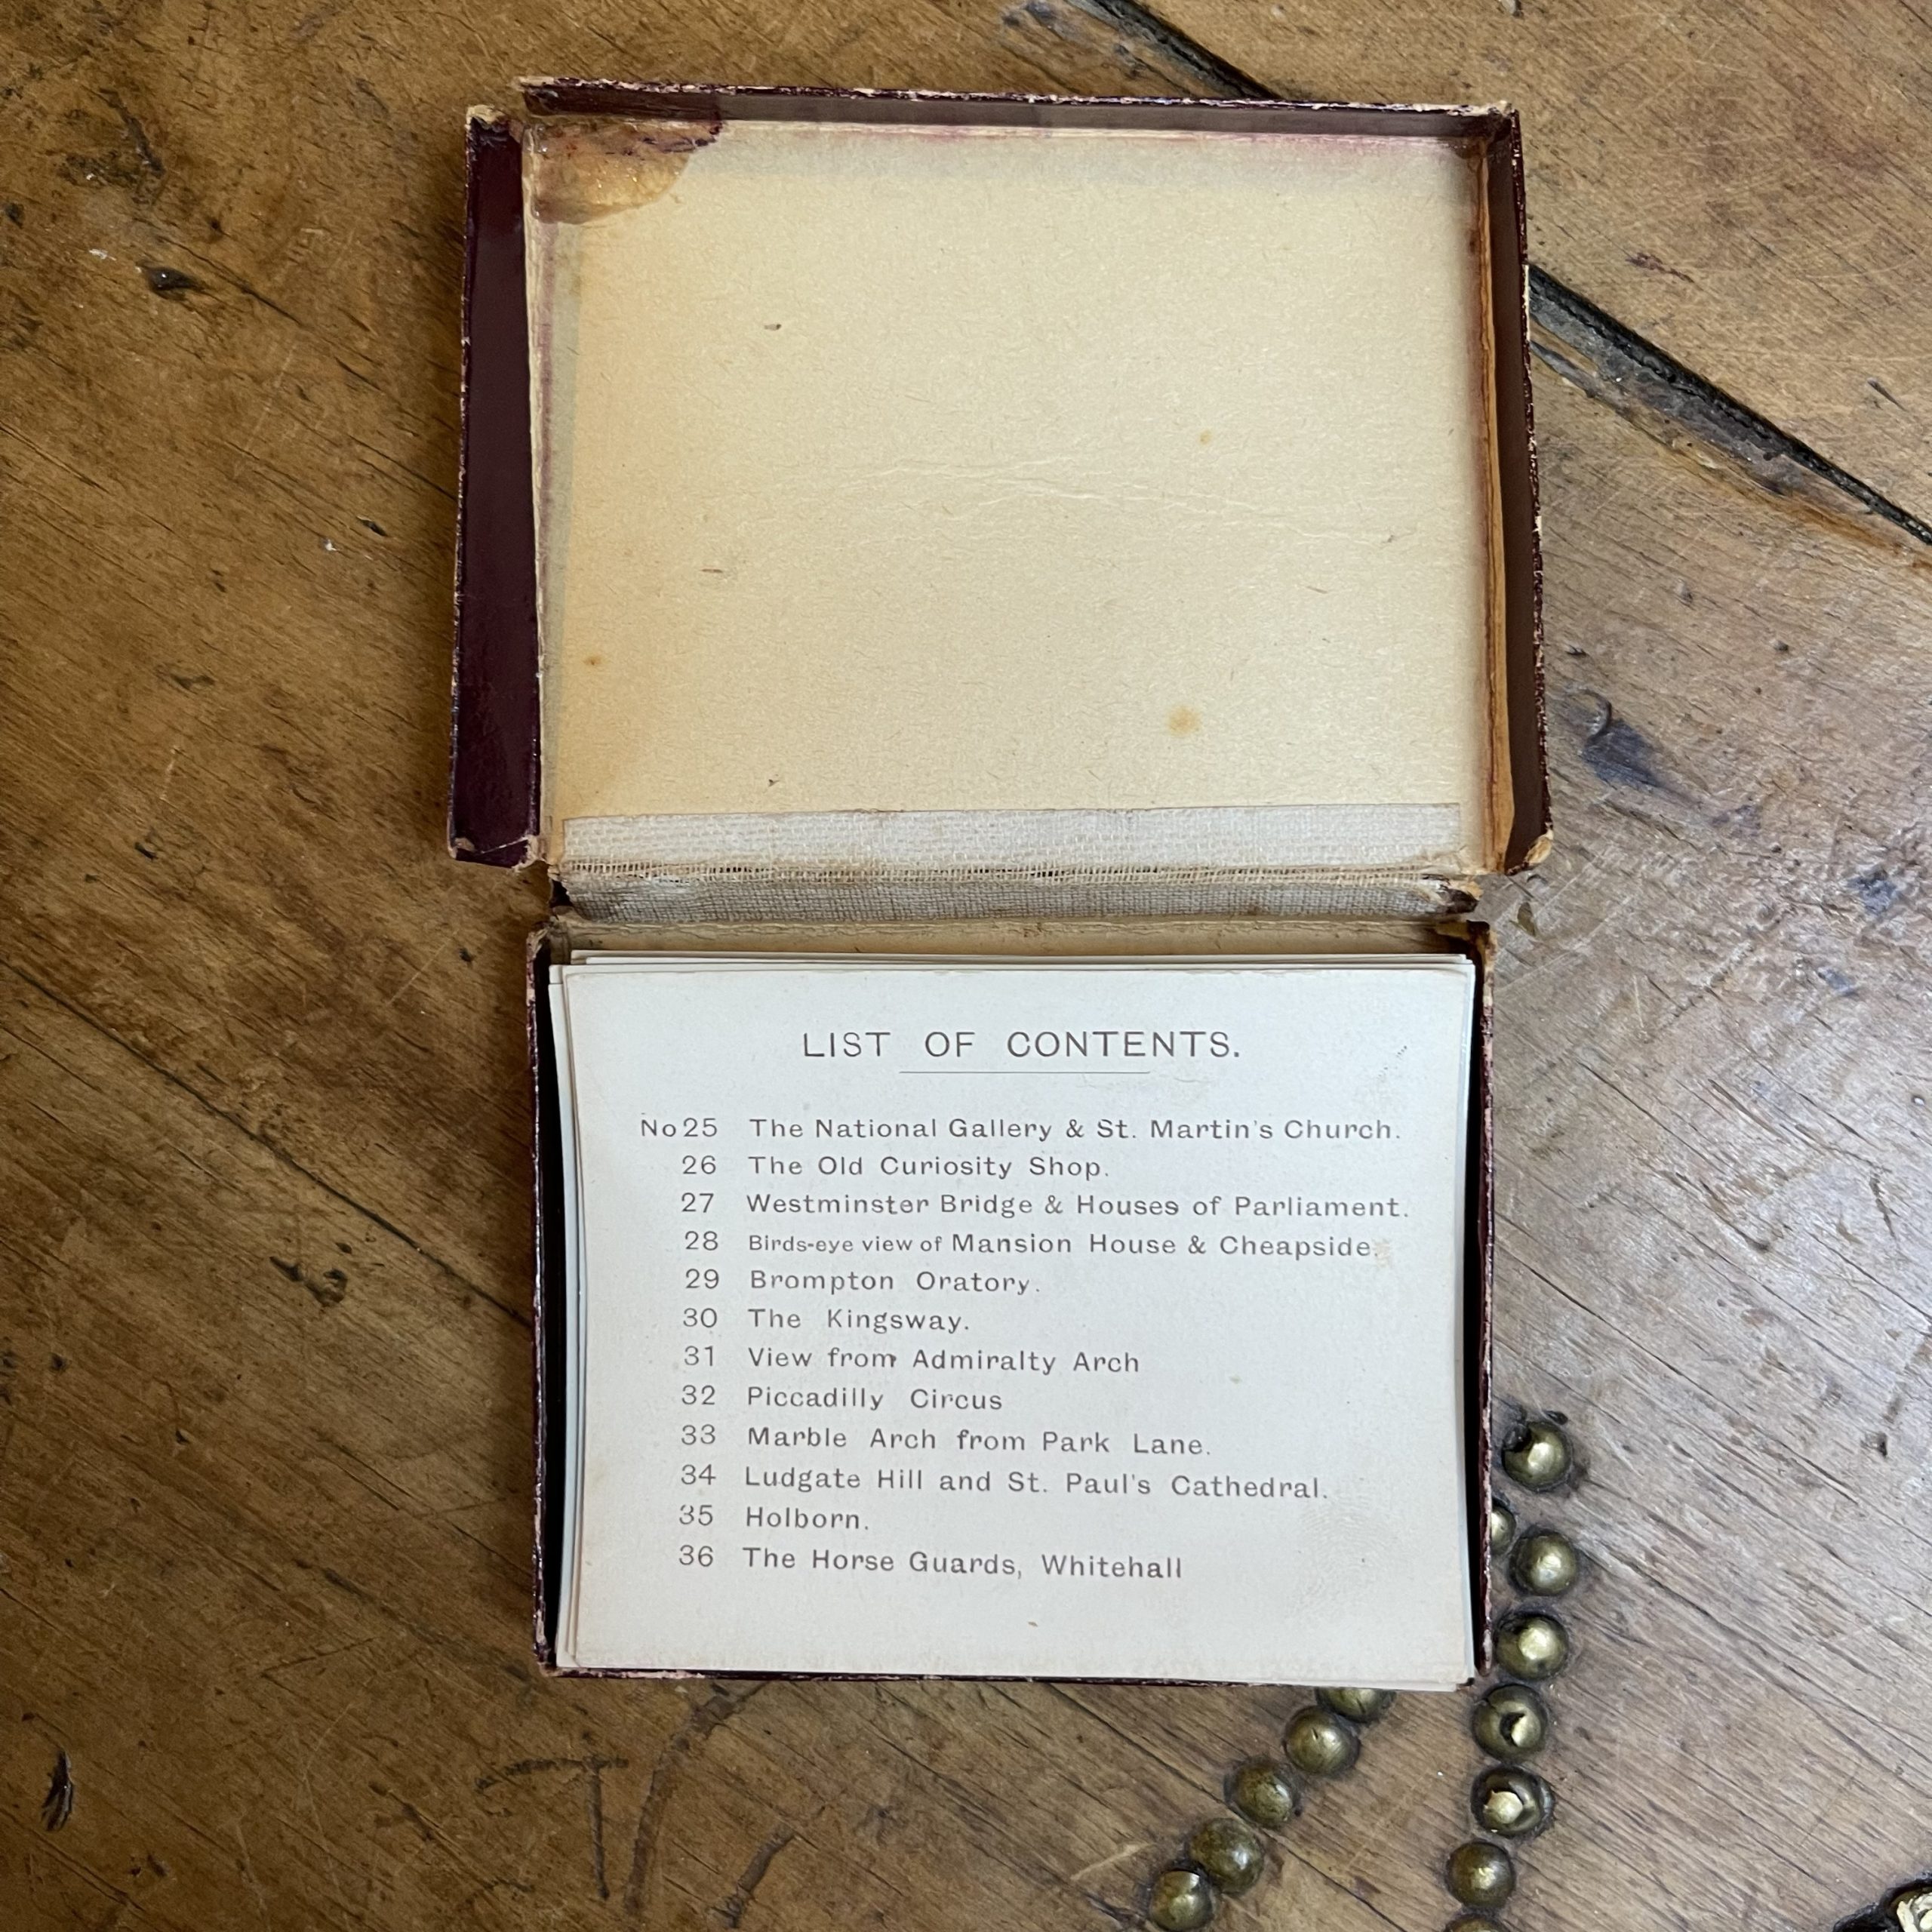 LIST OF CONTENTS.
No 25 The National Gallery & St. Martin's Church.
26 The Old Curiosity Shop.
27 Westminster Bridge & Houses of Parliament.
28 Birds-eye view of Mansion House & Cheapside.
29 Brompton Oratory.
30 The Kingsway.
31 View from Admiralty Arch
32 Piccadilly Circus
33 Marble Arch from Park Lane.
34 Ludgate Hill and St. Paul's Cathedral.
35 Holborn.
36 The Horse Guards, Whitehall